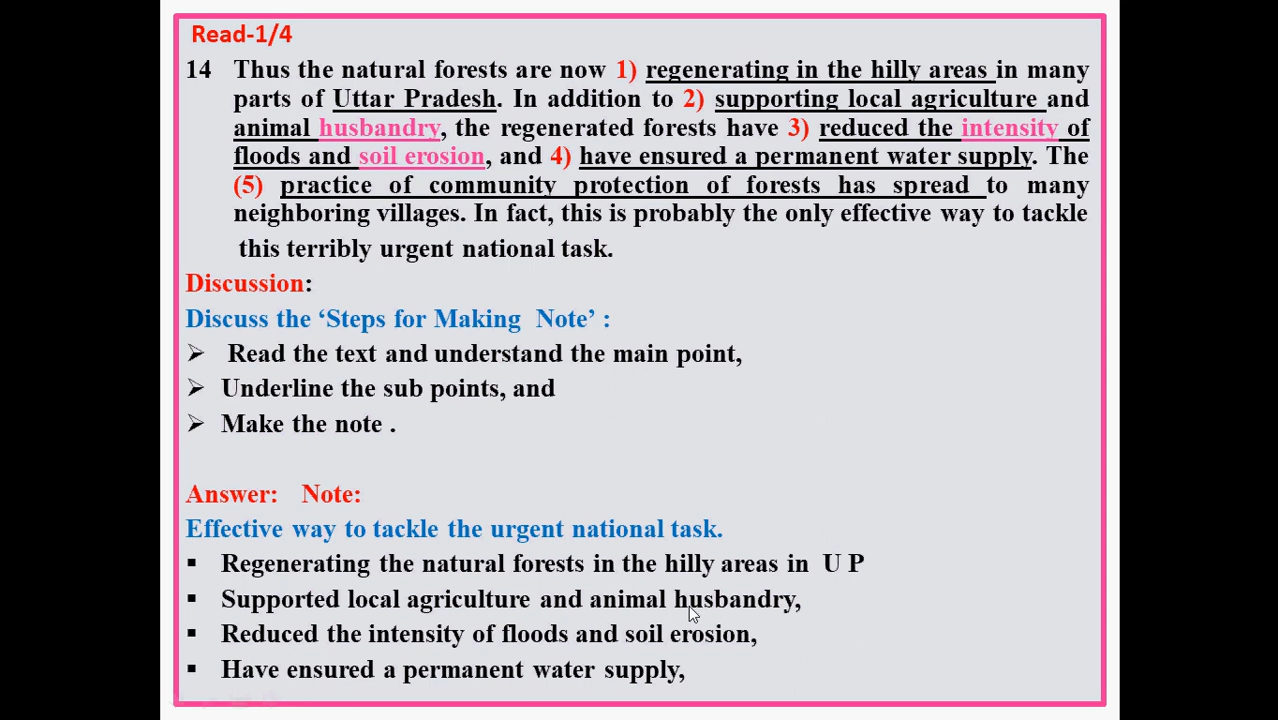 Read-1/4
14 Thus the natural forests are now 1) regenerating in the hilly areas in many
parts of Uttar Pradesh. In addition to 2) supporting local agriculture and
animal husbandry, the regenerated forests have 3) reduced the intensity of
floods and soil erosion, and 4) have ensured a permanent water supply. The
(5) practice of community protection of forests has spread to many
neighboring villages. In fact, this is probably the only effective way to tackle
this terribly urgent national task.
Discussion:
Discuss the ‘Steps for Making Note’ :
➢ Read the text and understand the main point,
➢ Underline the sub points, and
➢ Make the note .
Answer: Note:
Effective way to tackle the urgent national task.
▪ Regenerating the natural forests in the hilly areas in U P
▪ Supported local agriculture and animal husbandry,
▪ Reduced the intensity of floods and soil erosion,
▪ Have ensured a permanent water supply,